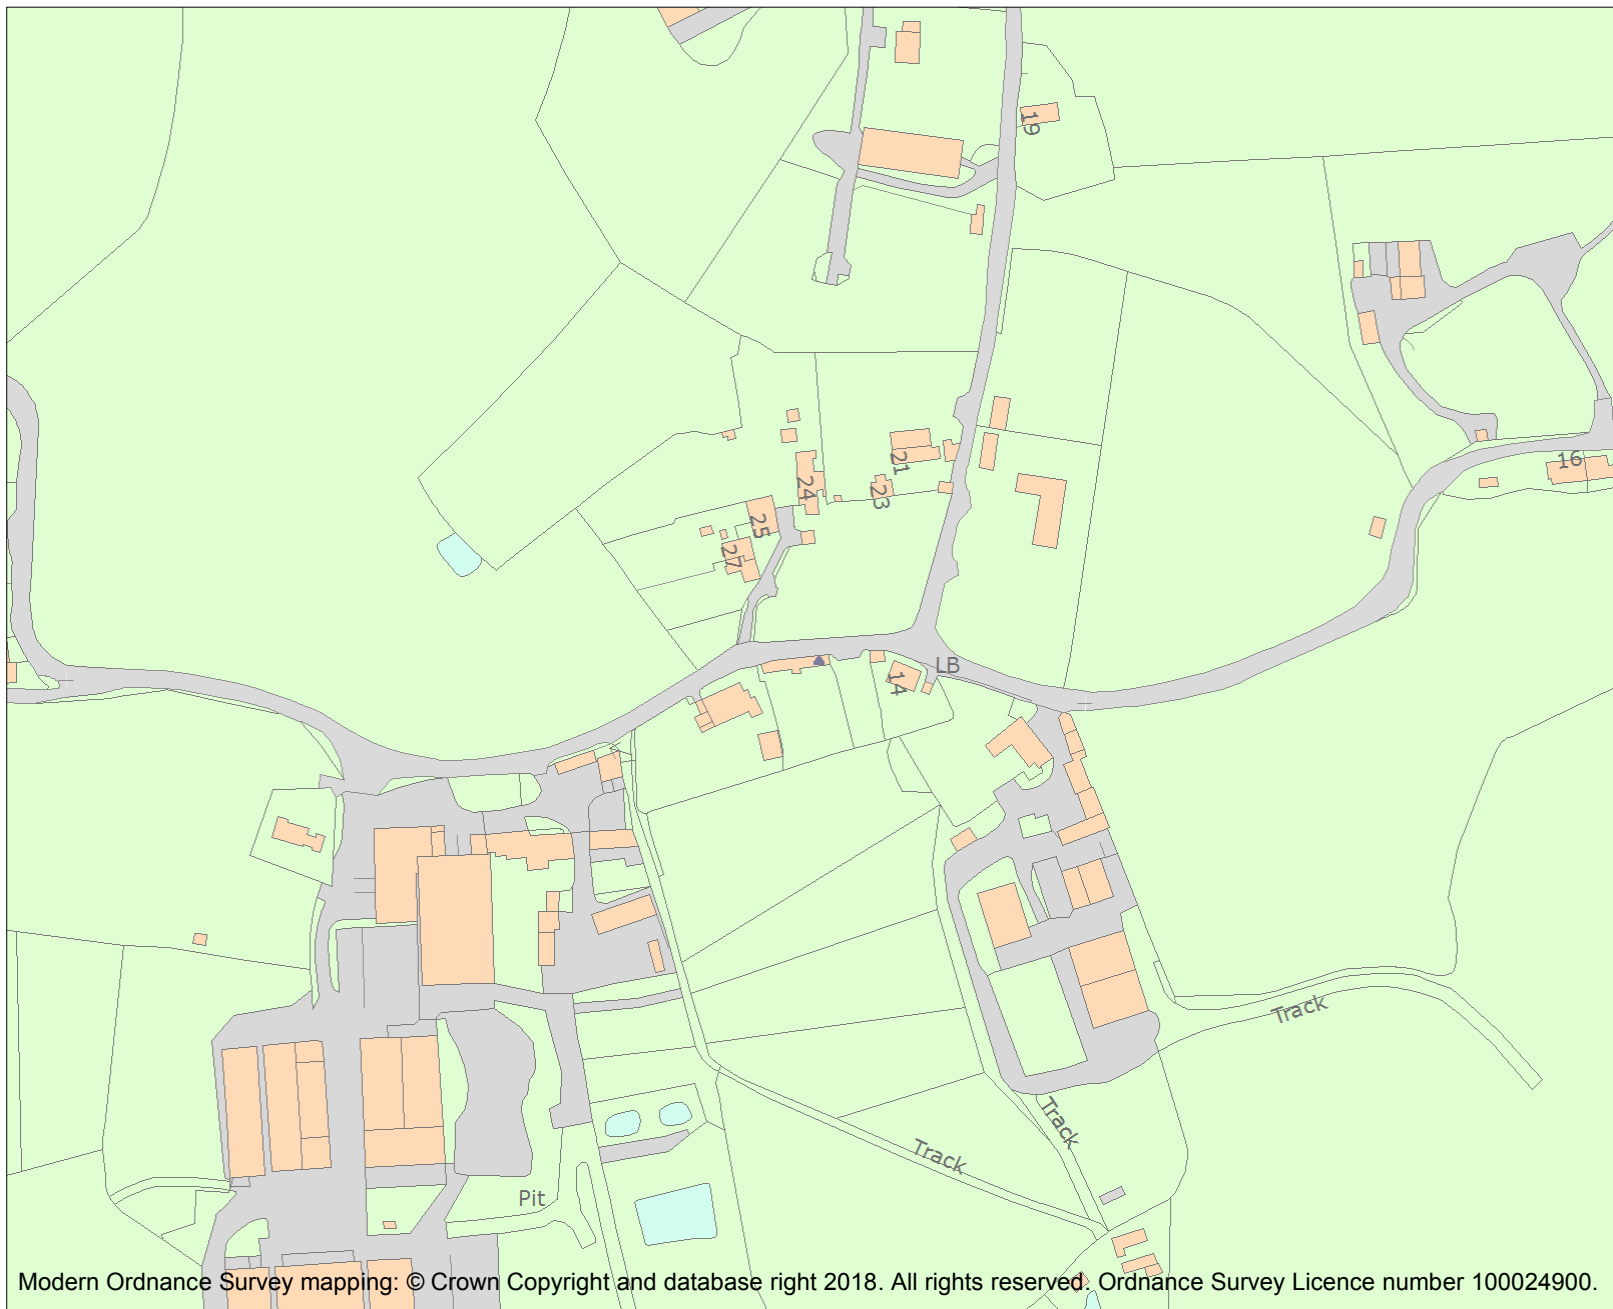 19
16
21
24
23
25
27
LB
14
Track
Track
Track
Pit
Modern Ordnance Survey mapping: © Crown Copyright and database right 2018. All rights reserved. Ordnance Survey Licence number 100024900.